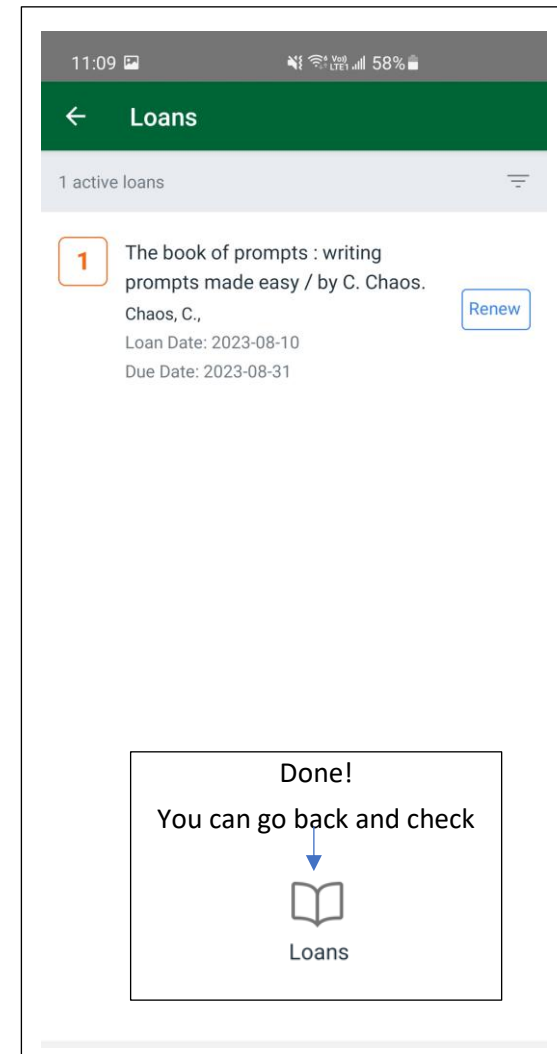 11:09 58%
Loans
1 active loans
1
The book of prompts : writing
prompts made easy / by C. Chaos.
Chaos, C.,
Loan Date: 2023-08-10
Due Date: 2023-08-31
Renew
Done!
You can go back and check
Loans